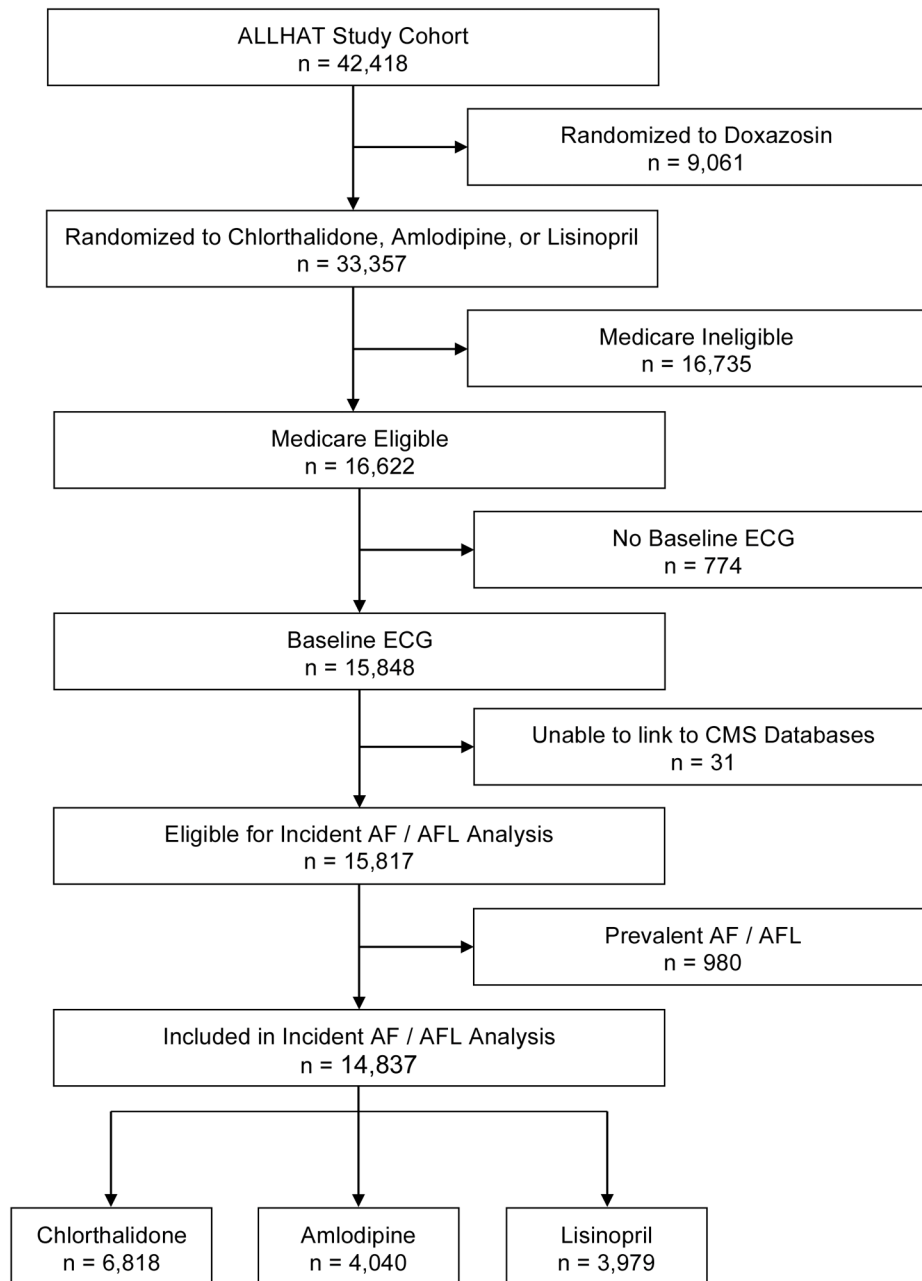 ALLHAT Study Cohort
n = 42,418
Randomized to Doxazosin
n = 9,061
Randomized to Chlorthalidone, Amlodipine, or Lisinopril
n = 33,357
Medicare Ineligible
n = 16,735
Medicare Eligible
n = 16,622
No Baseline ECG
n = 774
Baseline ECG
n = 15,848
Unable to link to CMS Databases
n = 31
Eligible for Incident AF / AFL Analysis
n = 15,817
Prevalent AF / AFL
n = 980
Included in Incident AF / AFL Analysis
n = 14,837
Chlorthalidone
n = 6,818
Amlodipine
n = 4,040
Lisinopril
n = 3,979